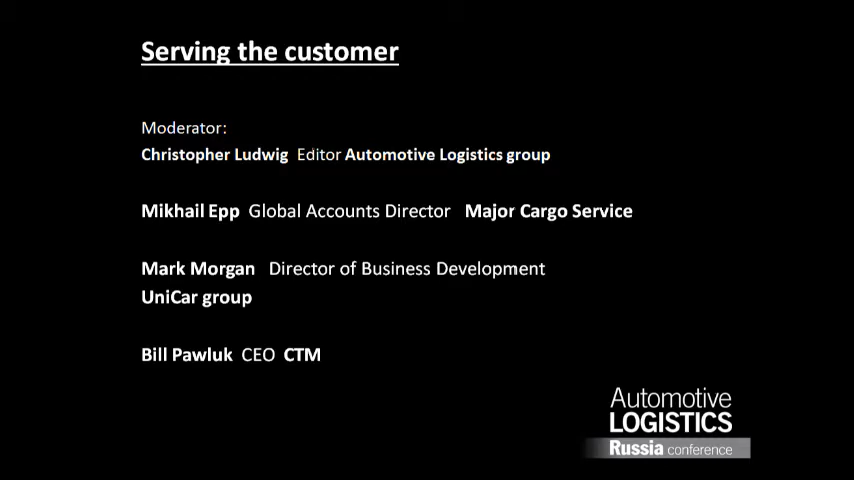 Serving the customer
Moderator:
Christopher Ludwig Editor Automotive Logistics group
Mikhail Epp Global Accounts Director Major Cargo Service
Mark Morgan Director of Business Development
UniCar group
Bill Pawluk CEO CTM
Automotive
LOGISTICS
Russia conference